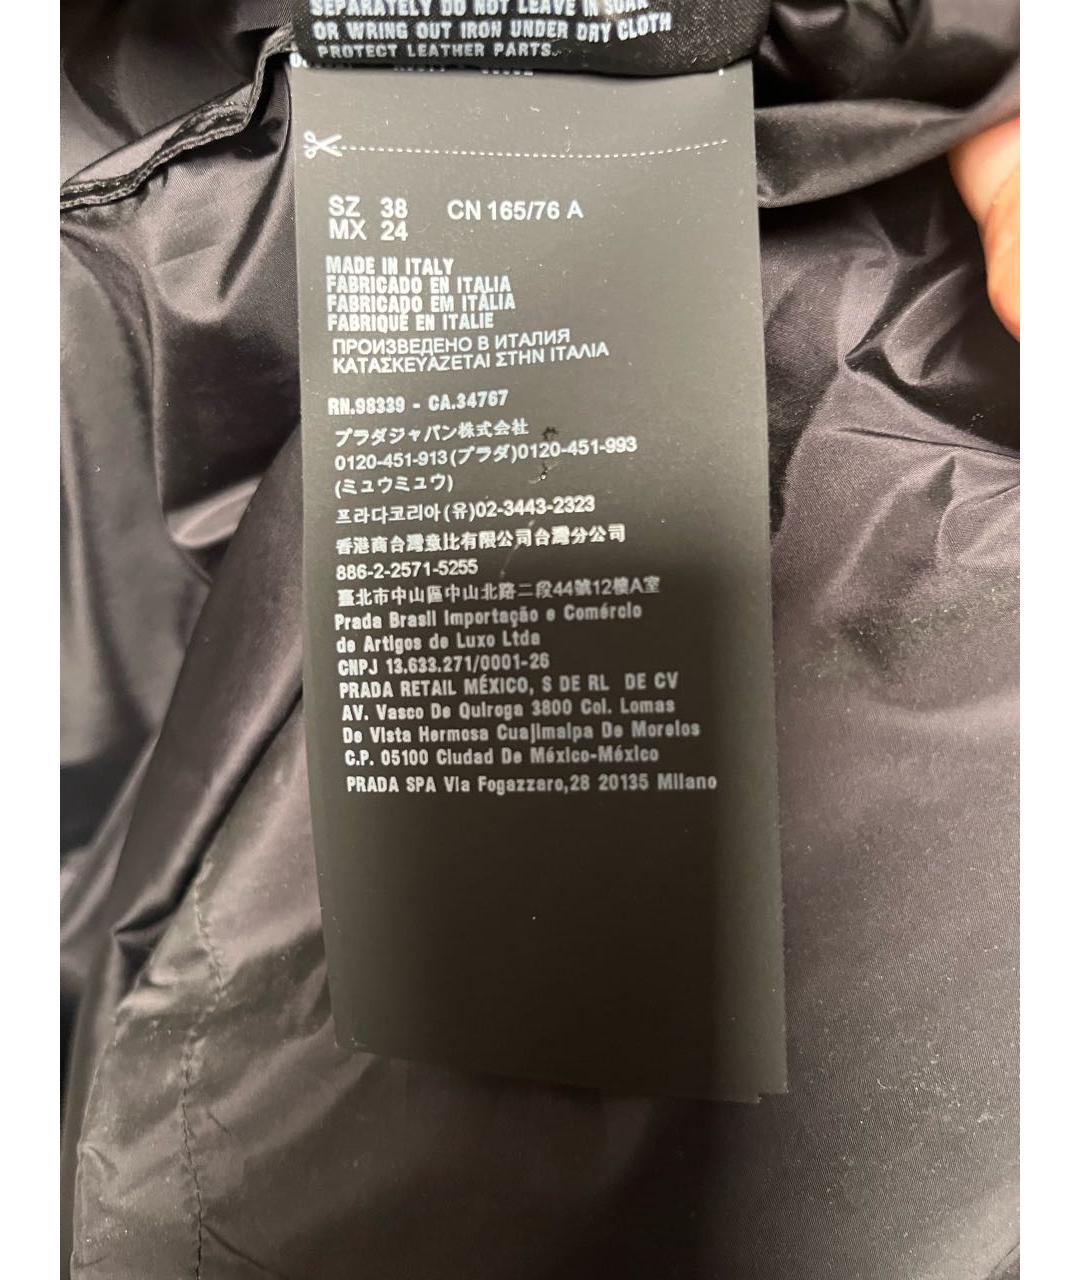 SEPARATELY DO NOT LEAVE IN SOAK
OR WRING OUT IRON UNDER DRY CLOTH
PROTECT LEATHER PARTS.
SZ 38 CN 165/76 A
MX 24
MADE IN ITALY
FABRICADO EN ITALIA
FABRICADO EM ITÁLIA
FABRIQUÉ EN ITALIE
ПРОИЗВЕДЕНО В ИТАЛИЯ
ΚΑΤΑΣΚΕΥΑΖΕΤΑΙ ΣΤΗΝ ΙΤΑΛΙΑ
RN.98339 - CA.34767
プラダジャパン株式会社
0120-451-913(プラダ)0120-451-993
(ミュウミュウ)
프라다코리아(유)02-3443-2323
香港商台灣意比有限公司台灣分公司
886-2-2571-5255
臺北市中山區中山北路二段44號12樓A室
Prada Brasil Importação e Comércio
de Artigos de Luxo Ltda
CNPJ 13.633.271/0001-26
PRADA RETAIL MÉXICO, S DE RL DE CV
AV. Vasco De Quiroga 3800 Col. Lomas
De Vista Hermosa Cuajimalpa De Morelos
C.P. 05100 Ciudad De México-México
PRADA SPA Via Fogazzaro,28 20135 Milano